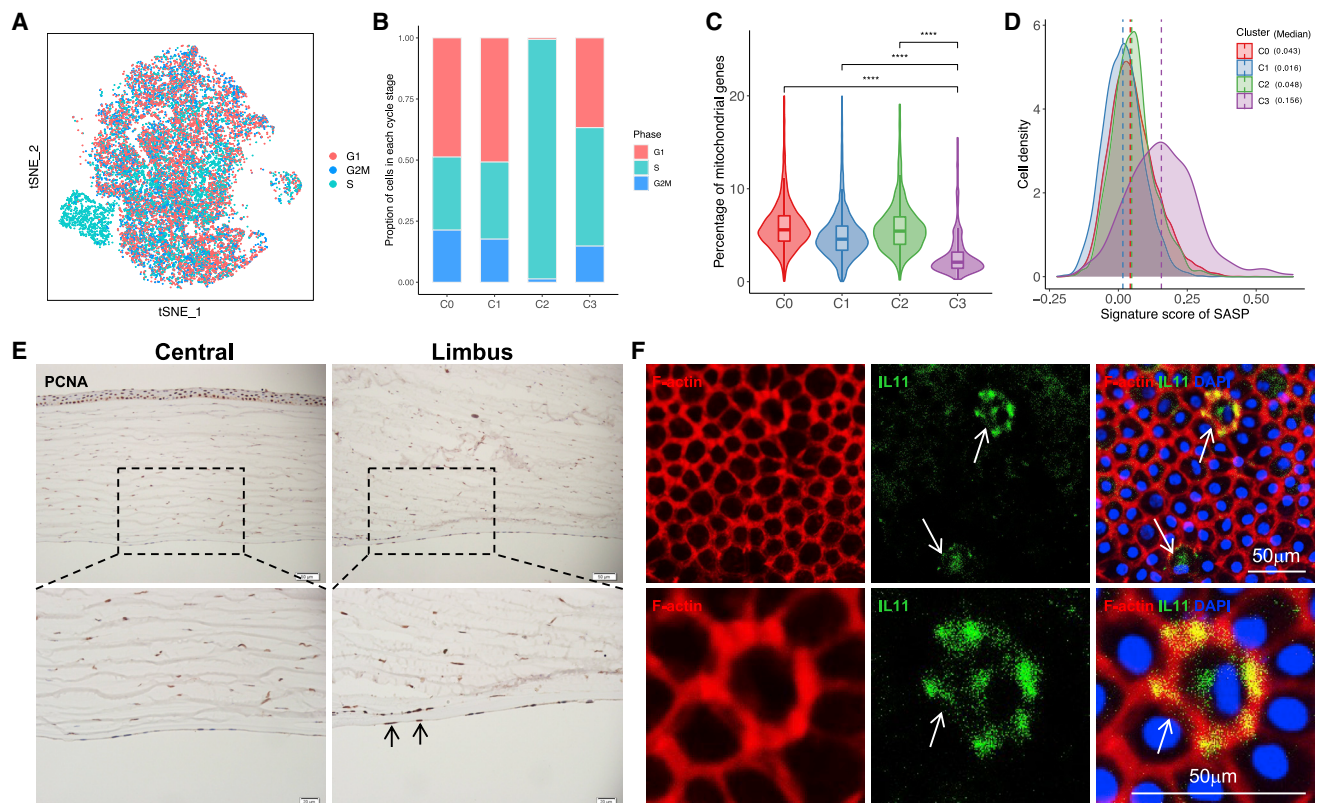 A
tSNE_2
tSNE_1
G1
G2M
S
B
Proption of cells in each cycle stage
1.00
0.75
0.50
0.25
0.00
C0 C1 C2 C3
Phase
G1
S
G2M
C
Percentage of mitochondrial genes
20
10
0
****
****
****
C0 C1 C2 C3
D
Cell density
6
4
2
0
−0.25 0.00 0.25 0.50
Signature score of SASP
Cluster (Median)
C0 (0.043)
C1 (0.016)
C2 (0.048)
C3 (0.156)
E
Central Limbus
PCNA
F
F-actin IL11 F-actin IL11 DAPI
50μm
F-actin IL11 F-actin IL11 DAPI
50μm